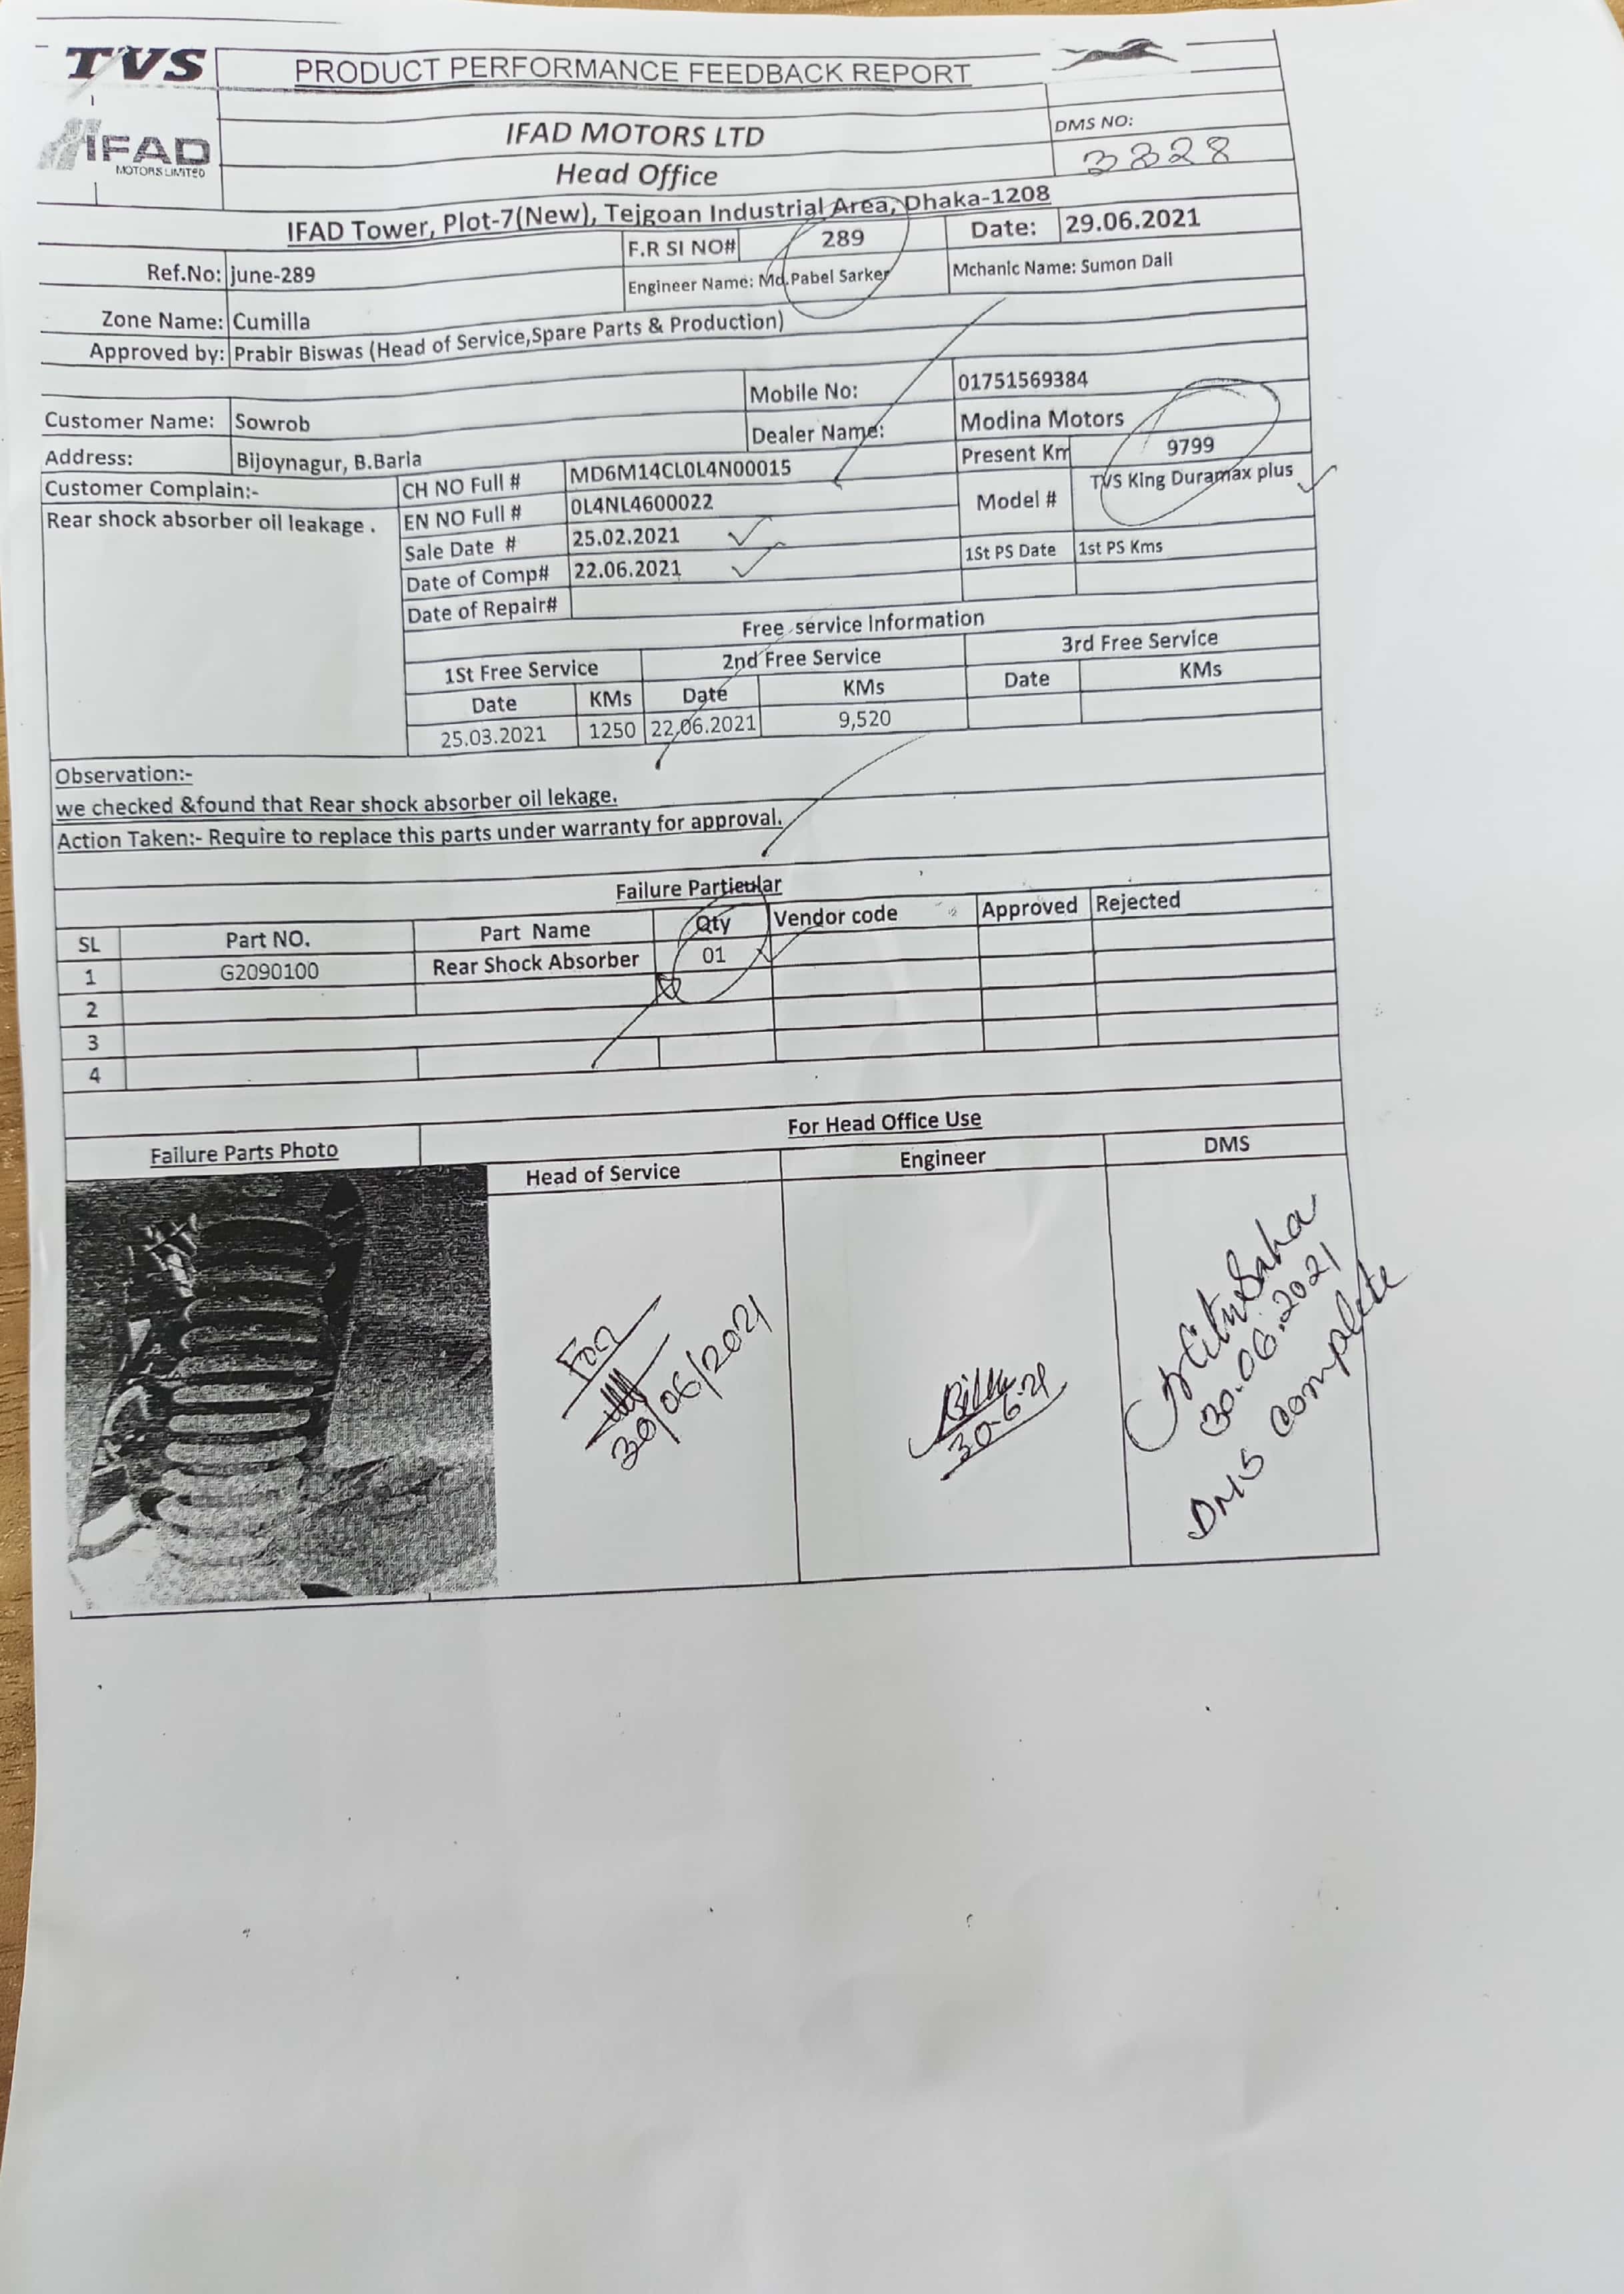 TVS
PRODUCT PERFORMANCE FEEDBACK REPORT
IFAD
MOTORS LIMITED
IFAD MOTORS LTD
DMS NO:
3328
Head Office
IFAD Tower, Plot-7(New), Tejgoan Industrial Area, Dhaka-1208
Ref.No: june-289 F.R SI NO# 289 Date: 29.06.2021
Engineer Name: Md.Pabel Sarker Mchanic Name: Sumon Dali
Zone Name: Cumilla
Approved by: Prabir Biswas (Head of Service,Spare Parts & Production)
Customer Name: Sowrob Mobile No: 01751569384
Address: Bijoynagur, B.Baria Dealer Name: Modina Motors
Customer Complain:- CH NO Full # MD6M14CL0L4N00015 Present Km 9799
Rear shock absorber oil leakage . EN NO Full # 0L4NL4600022 Model # TVS King Duramax plus
Sale Date # 25.02.2021
Date of Comp# 22.06.2021 1St PS Date 1st PS Kms
Date of Repair#
Free service Information
1St Free Service 2nd Free Service 3rd Free Service
Date KMs Date KMs Date KMs
25.03.2021 1250 22.06.2021 9,520
Observation:-
we checked &found that Rear shock absorber oil lekage.
Action Taken:- Require to replace this parts under warranty for approval.
Failure Particular
SL Part NO. Part Name Qty Vendor code Approved Rejected
1 G2090100 Rear Shock Absorber 01
2
3
4
Failure Parts Photo For Head Office Use
Head of Service Engineer DMS
For
30/06/2021
30-6-21
Saha
30.06.2021
DMS complete